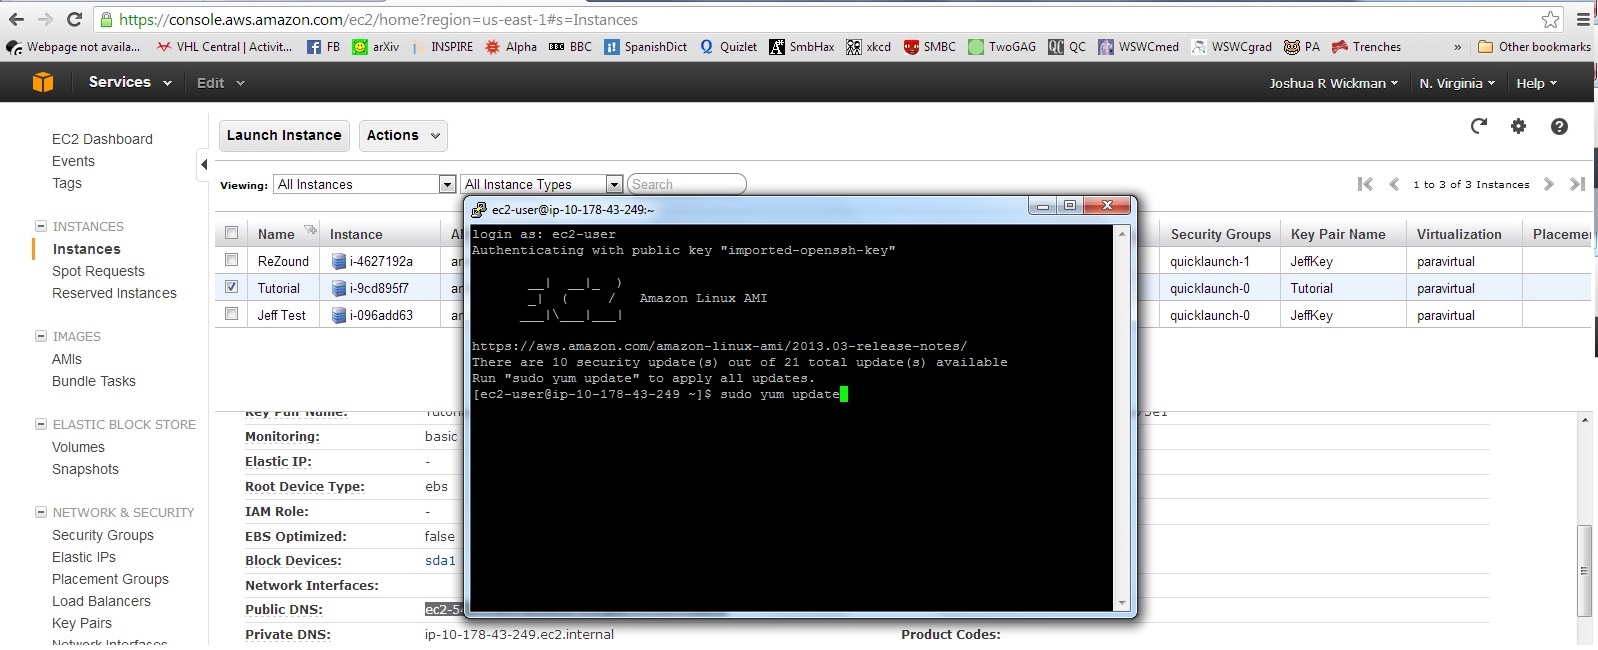 https://console.aws.amazon.com/ec2/home?region=us-east-1#s=Instances
Webpage not availa... VHL Central | Activit... FB arXiv INSPIRE Alpha BBC BBC SpanishDict Quizlet SmbHax xkcd SMBC TwoGAG QC QC WSWCmed WSWCgrad PA Trenches » Other bookmarks
Services Edit Joshua R Wickman N. Virginia Help
EC2 Dashboard
Events
Tags
INSTANCES
Instances
Spot Requests
Reserved Instances
IMAGES
AMIs
Bundle Tasks
ELASTIC BLOCK STORE
Volumes
Snapshots
NETWORK & SECURITY
Security Groups
Elastic IPs
Placement Groups
Load Balancers
Key Pairs
Network Interfaces
Launch Instance Actions
Viewing: All Instances All Instance Types Search 1 to 3 of 3 Instances
Name Instance Security Groups Key Pair Name Virtualization Placemen
ReZound i-4627192a quicklaunch-1 JeffKey paravirtual
Tutorial i-9cd895f7 quicklaunch-0 Tutorial paravirtual
Jeff Test i-096add63 quicklaunch-0 JeffKey paravirtual
ec2-user@ip-10-178-43-249:~
login as: ec2-user
Authenticating with public key "imported-openssh-key"
Amazon Linux AMI
https://aws.amazon.com/amazon-linux-ami/2013.03-release-notes/
There are 10 security update(s) out of 21 total update(s) available
Run "sudo yum update" to apply all updates.
[ec2-user@ip-10-178-43-249 ~]$ sudo yum update
Key Pair Name:
Monitoring: basic
Elastic IP: -
Root Device Type: ebs
IAM Role: -
EBS Optimized: false
Block Devices: sda1
Network Interfaces:
Public DNS: ec2-5
Private DNS: ip-10-178-43-249.ec2.internal Product Codes: